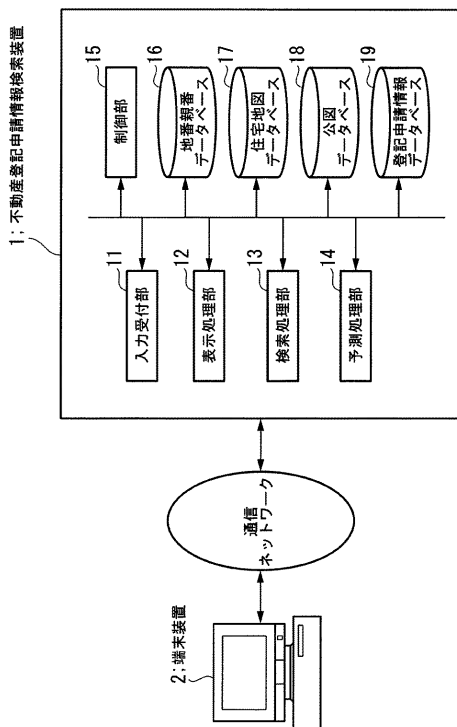 1;不動産登記申請情報検索装置
15
制御部
16
地番親番
データベース
17
住宅地図
データベース
18
公図
データベース
19
登記申請情報
データベース
11
入力受付部
12
表示処理部
13
検索処理部
14
予測処理部
通信
ネットワーク
2;端末装置